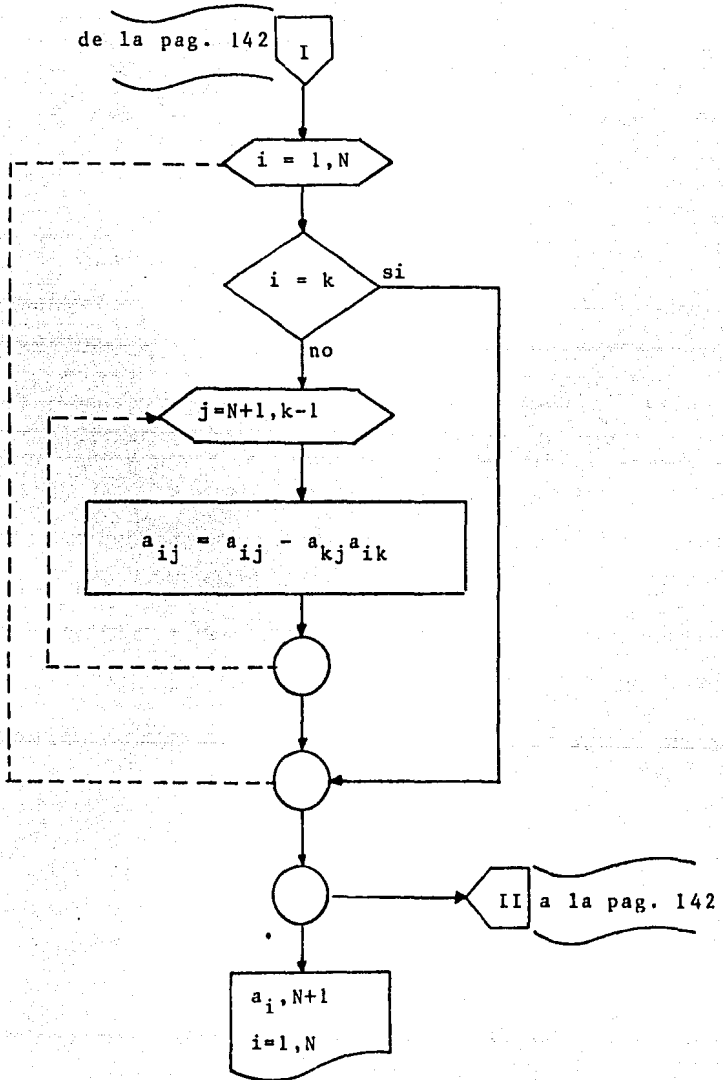 de la pag. 142
I
i = 1,N
i = k
si
no
j=N+1,k-1
a_ij = a_ij - a_kj a_ik
II
a la pag. 142
a_i,N+1
i=1,N